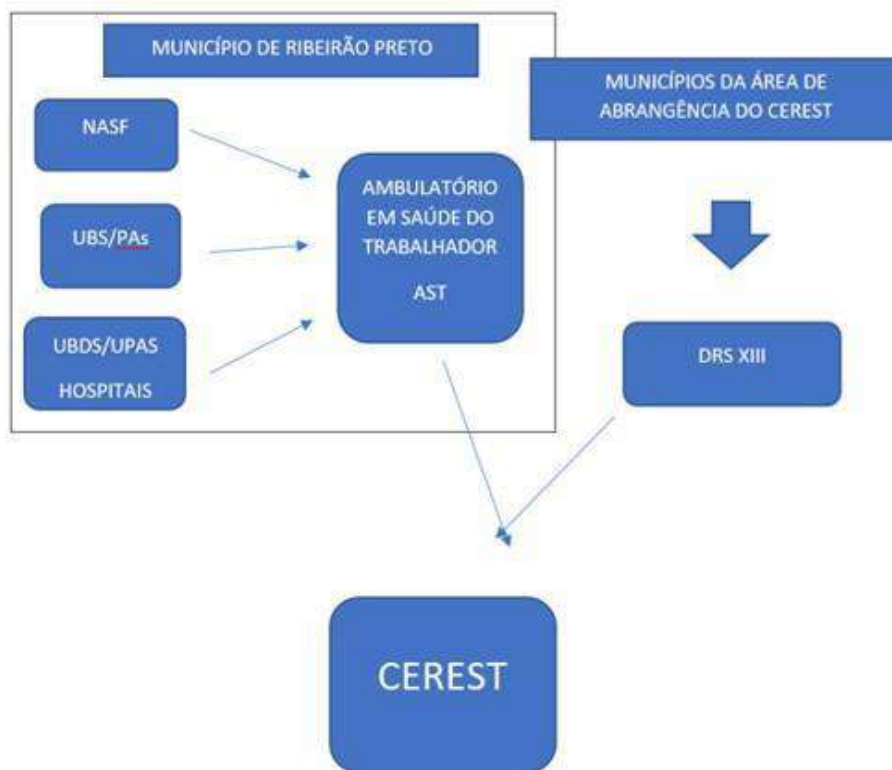 MUNICÍPIO DE RIBEIRÃO PRETO
MUNICÍPIOS DA ÁREA DE
ABRANGÊNCIA DO CEREST
NASF
UBS/PAs
UBDS/UPAS
HOSPITAIS
AMBULATÓRIO
EM SAÚDE DO
TRABALHADOR
AST
DRS XIII
CEREST